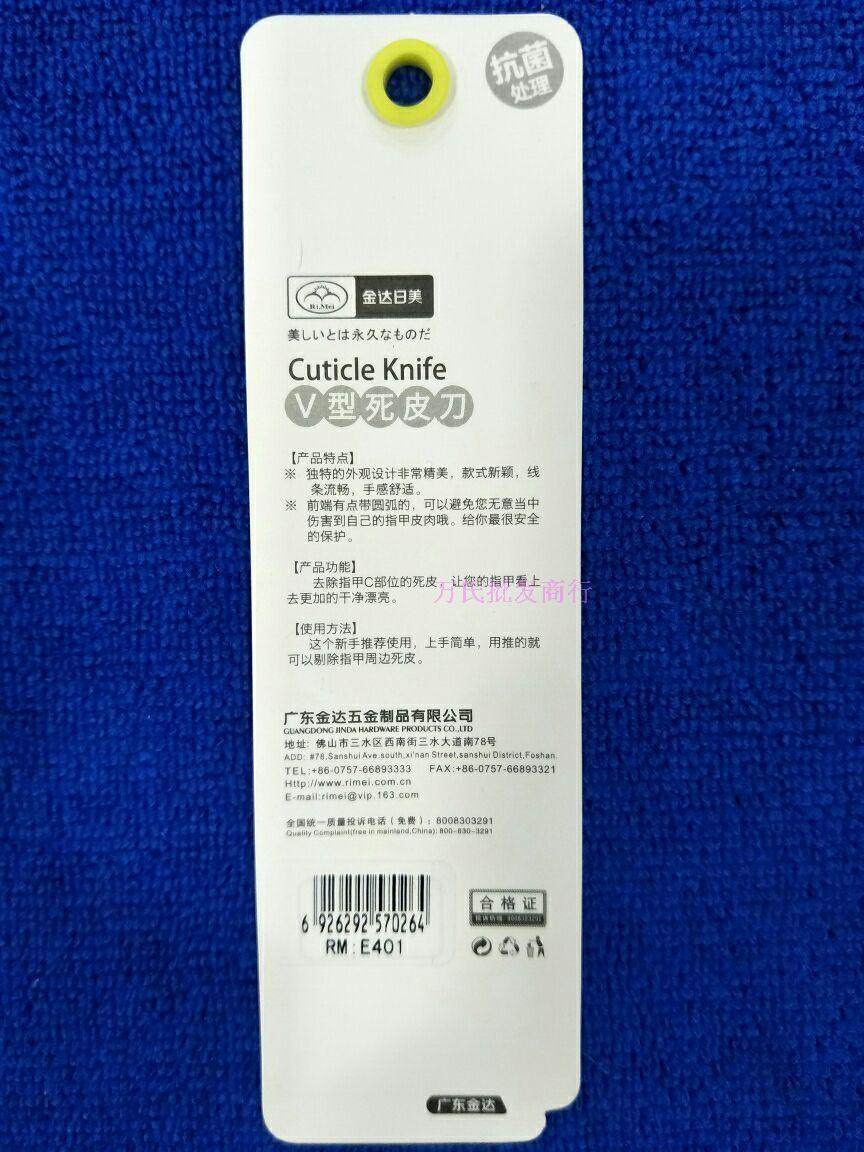 抗菌
处理
Ri.Mei
金达日美
美しいとは永久なものだ
Cuticle Knife
V型死皮刀
【产品特点】
※ 独特的外观设计非常精美，款式新颖，线
条流畅，手感舒适。
※ 前端有点带圆弧的，可以避免您无意当中
伤害到自己的指甲皮肉哦。给你最很安全
的保护。
【产品功能】
去除指甲C部位的死皮，让您的指甲看上
去更加的干净漂亮。
万氏批发商行
【使用方法】
这个新手推荐使用，上手简单，用推的就
可以剔除指甲周边死皮。
广东金达五金制品有限公司
GUANGDONG JINDA HARDWARE PRODUCTS CO.,LTD
地址: 佛山市三水区西南街三水大道南78号
ADD: #78,Sanshui Ave.south,xi'nan Street,sanshui District,Foshan.
TEL:+86-0757-66893333 FAX:+86-0757-66893321
Http://www.rimei.com.cn
E-mail:rimei@vip.163.com
全国统一质量投诉电话（免费）: 8008303291
Quality Complaint(free in mainland,China): 800-830-3291
6 926292 570264
RM:E401
合格证
8008303291
广东金达